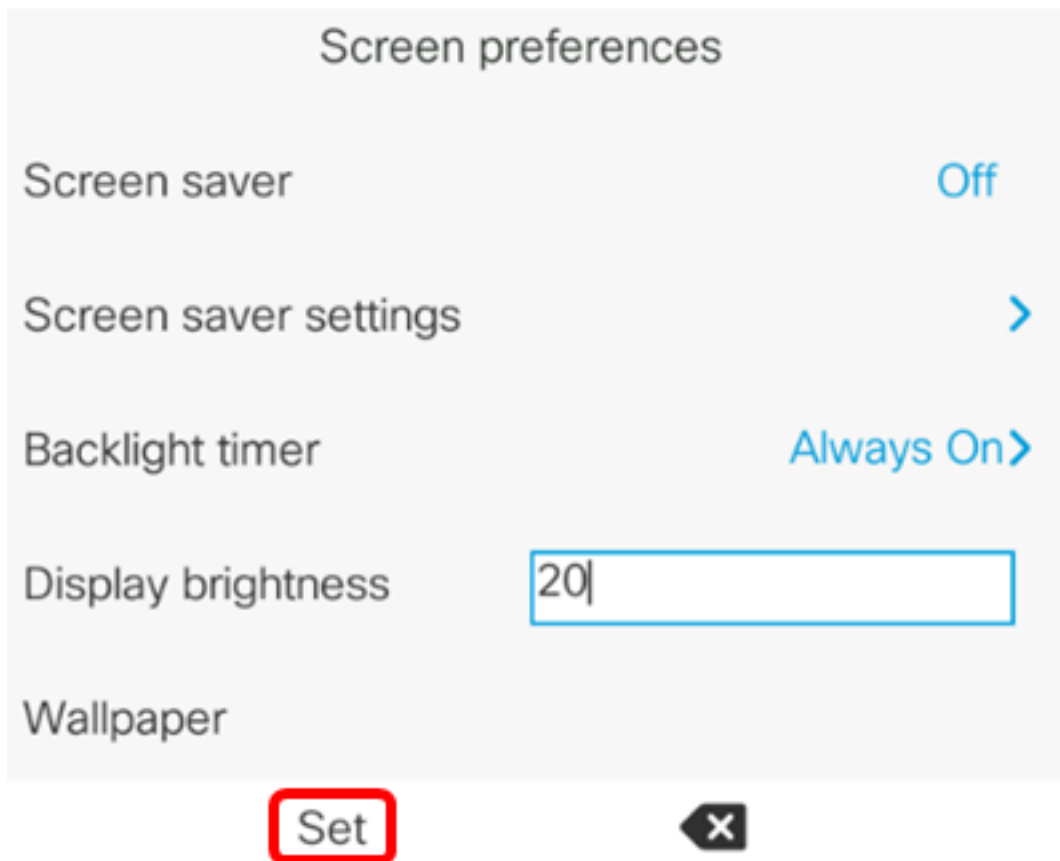 Screen preferences
Screen saver Off
Screen saver settings
Backlight timer Always On
Display brightness 20
Wallpaper
Set